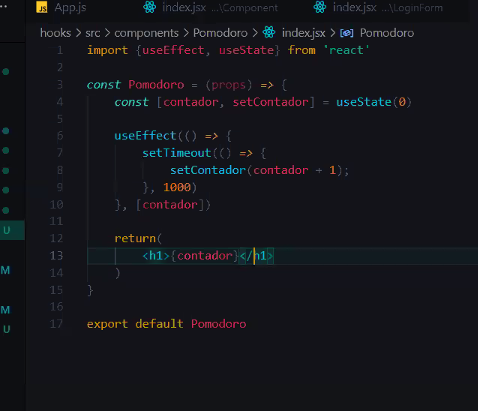 JS App.js index.jsx ...\Component index.jsx ...\LoginForm
hooks > src > components > Pomodoro > index.jsx > Pomodoro
1 import {useEffect, useState} from 'react'
2
3 const Pomodoro = (props) => {
4 const [contador, setContador] = useState(0)
5
6 useEffect(() => {
7 setTimeout(() => {
8 setContador(contador + 1);
9 }, 1000)
10 }, [contador])
11
12 return(
13 <h1>{contador}</h1>
14 )
15 }
16
17 export default Pomodoro
U
M
M
U